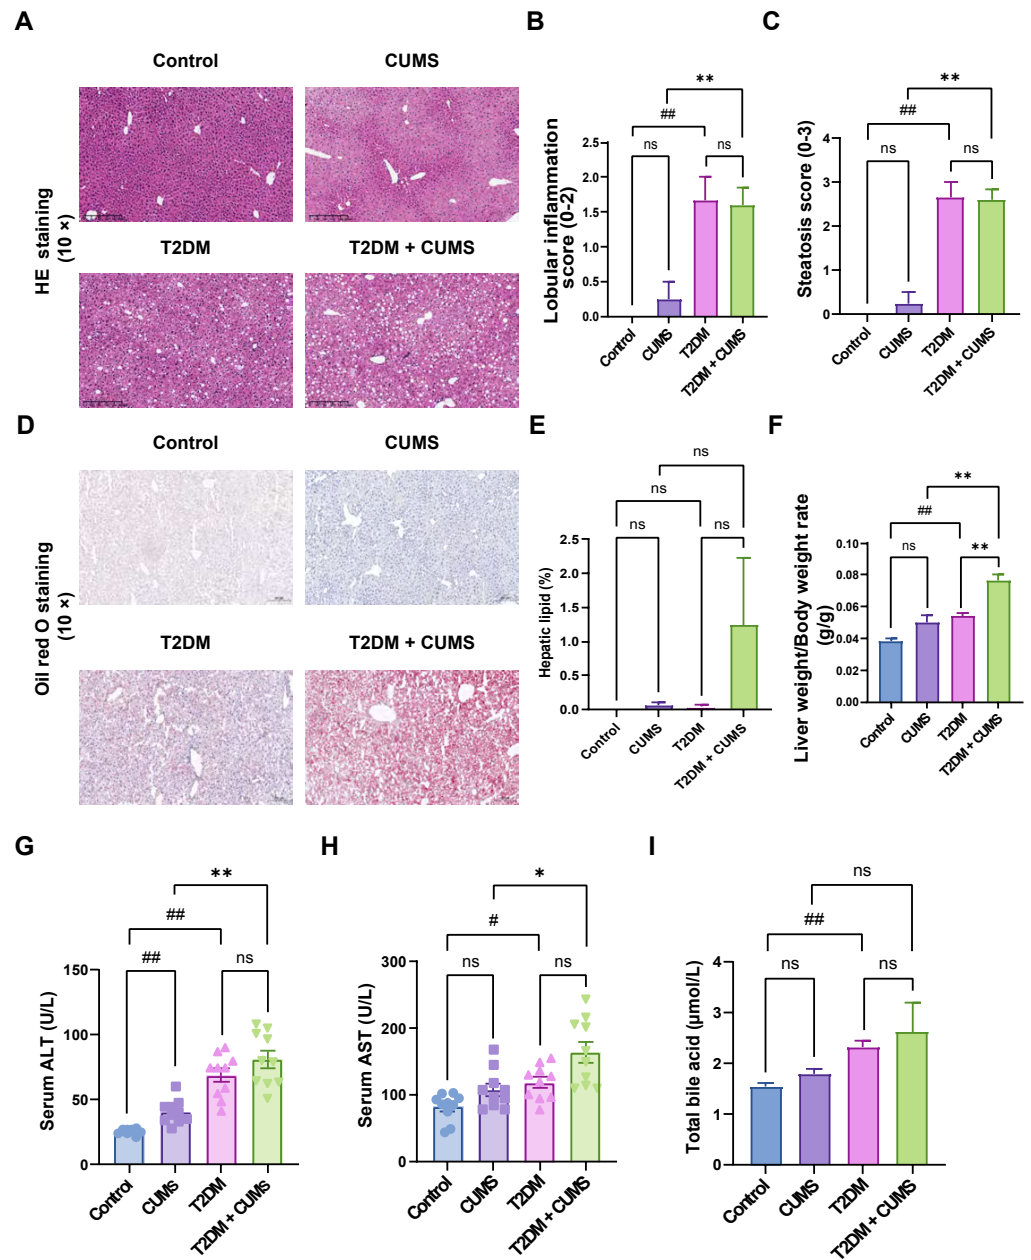 A
Control
CUMS
HE staining
(10 ×)
T2DM
T2DM + CUMS
B
**
##
ns
ns
Lobular inflammation
score (0-2)
2.5
2.0
1.5
1.0
0.5
0.0
Control
CUMS
T2DM
T2DM + CUMS
C
**
##
ns
ns
Steatosis score (0-3)
4
3
2
1
0
Control
CUMS
T2DM
T2DM + CUMS
D
Control
CUMS
Oil red O staining
(10 ×)
T2DM
T2DM + CUMS
E
ns
ns
ns
ns
Hepatic lipid (%)
2.5
2.0
1.5
1.0
0.5
0.0
Control
CUMS
T2DM
T2DM + CUMS
F
**
##
ns
**
Liver weight/Body weight rate
(g/g)
0.10
0.08
0.06
0.04
0.02
0.00
Control
CUMS
T2DM
T2DM + CUMS
G
**
##
##
ns
Serum ALT (U/L)
150
100
50
0
Control
CUMS
T2DM
T2DM + CUMS
H
*
#
ns
ns
Serum AST (U/L)
300
200
100
0
Control
CUMS
T2DM
T2DM + CUMS
I
ns
##
ns
ns
Total bile acid (μmol/L)
4
3
2
1
0
Control
CUMS
T2DM
T2DM + CUMS